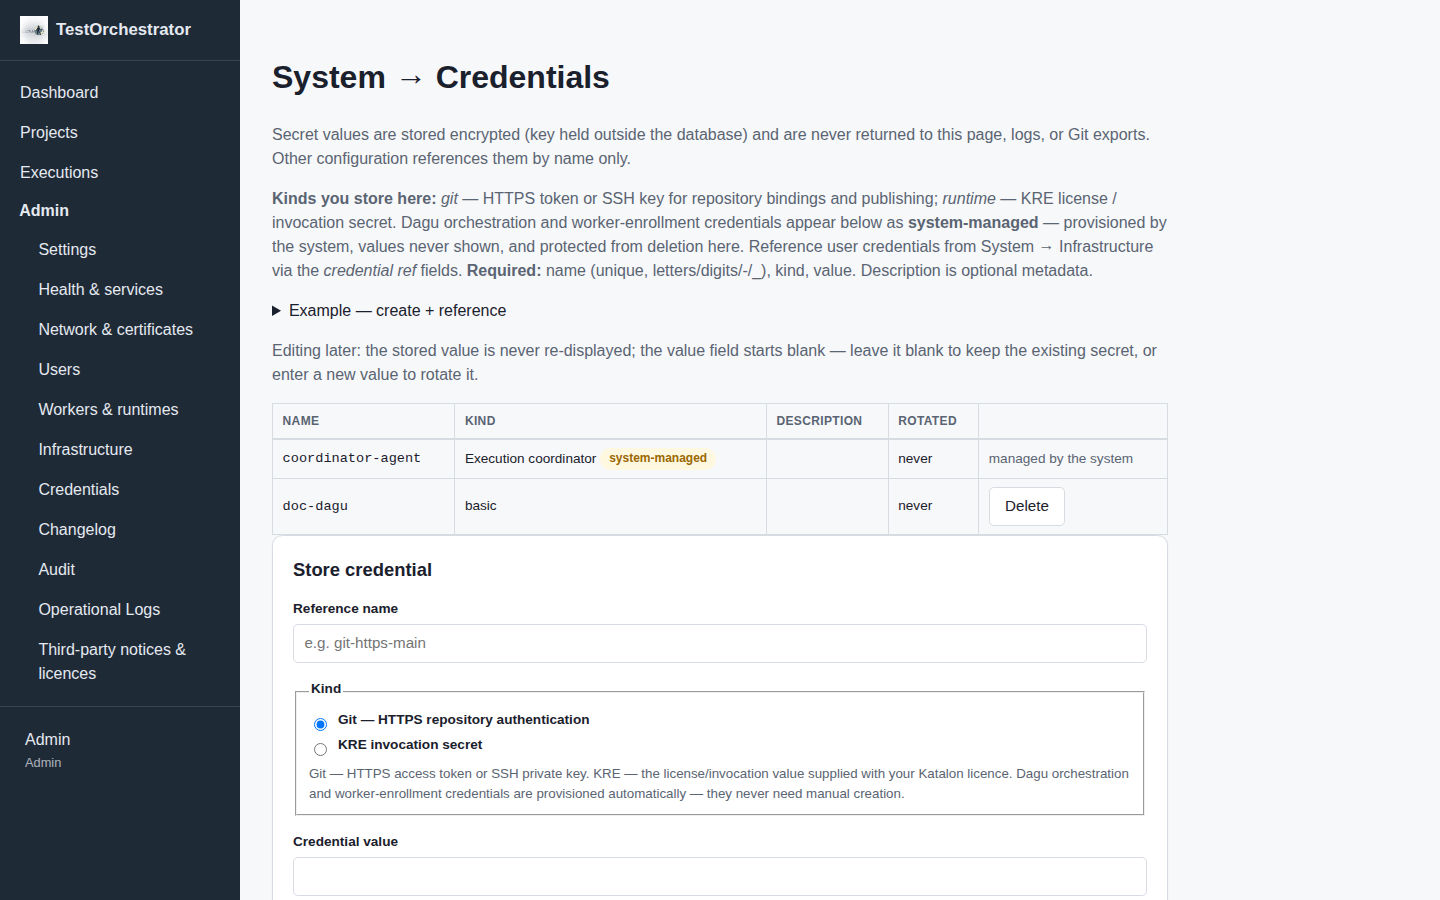 TestOrchestrator
Dashboard
Projects
Executions
Admin
Settings
Health & services
Network & certificates
Users
Workers & runtimes
Infrastructure
Credentials
Changelog
Audit
Operational Logs
Third-party notices &
licences
Admin
Admin
System → Credentials
Secret values are stored encrypted (key held outside the database) and are never returned to this page, logs, or Git exports.
Other configuration references them by name only.
Kinds you store here: git — HTTPS token or SSH key for repository bindings and publishing; runtime — KRE license /
invocation secret. Dagu orchestration and worker-enrollment credentials appear below as system-managed — provisioned by
the system, values never shown, and protected from deletion here. Reference user credentials from System → Infrastructure
via the credential ref fields. Required: name (unique, letters/digits/-/_), kind, value. Description is optional metadata.
Example — create + reference
Editing later: the stored value is never re-displayed; the value field starts blank — leave it blank to keep the existing secret, or
enter a new value to rotate it.
NAME KIND DESCRIPTION ROTATED
coordinator-agent Execution coordinator system-managed never managed by the system
doc-dagu basic never Delete
Store credential
Reference name
e.g. git-https-main
Kind
Git — HTTPS repository authentication
KRE invocation secret
Git — HTTPS access token or SSH private key. KRE — the license/invocation value supplied with your Katalon licence. Dagu orchestration
and worker-enrollment credentials are provisioned automatically — they never need manual creation.
Credential value